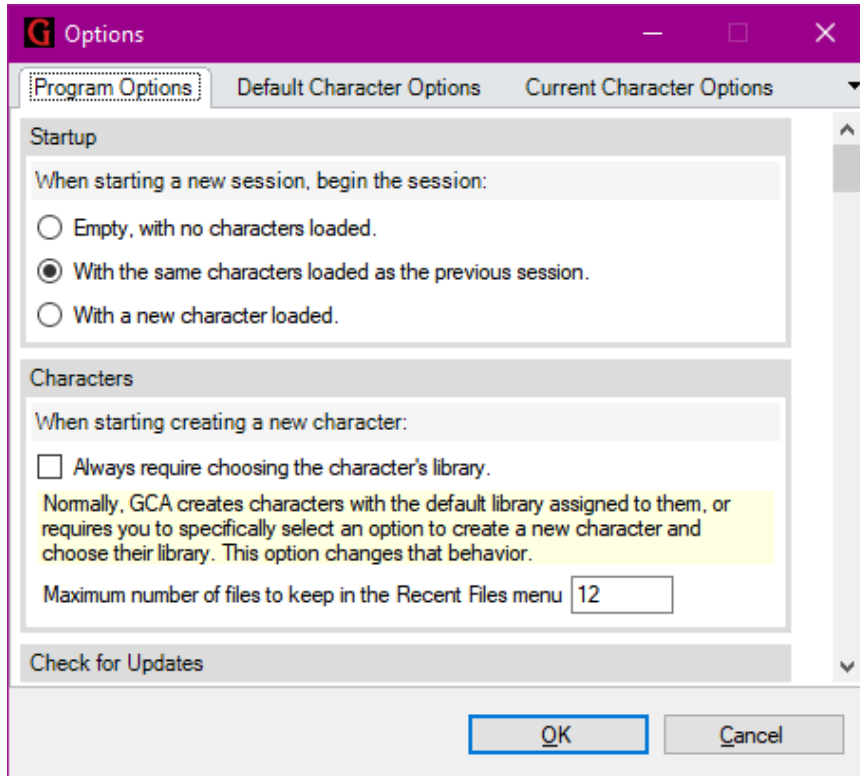 G Options
Program Options Default Character Options Current Character Options
Startup
When starting a new session, begin the session:
Empty, with no characters loaded.
With the same characters loaded as the previous session.
With a new character loaded.
Characters
When starting creating a new character:
Always require choosing the character's library.
Normally, GCA creates characters with the default library assigned to them, or
requires you to specifically select an option to create a new character and
choose their library. This option changes that behavior.
Maximum number of files to keep in the Recent Files menu 12
Check for Updates
OK Cancel